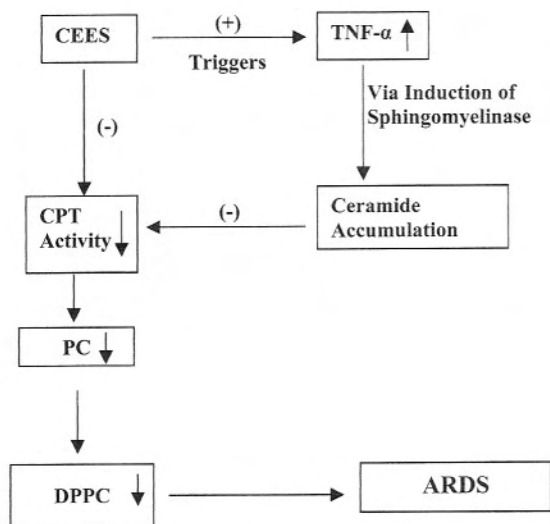 CEES
(+)
Triggers
TNF-α
Via Induction of
Sphingomyelinase
(-)
CPT
Activity
(-)
Ceramide
Accumulation
PC
DPPC
ARDS